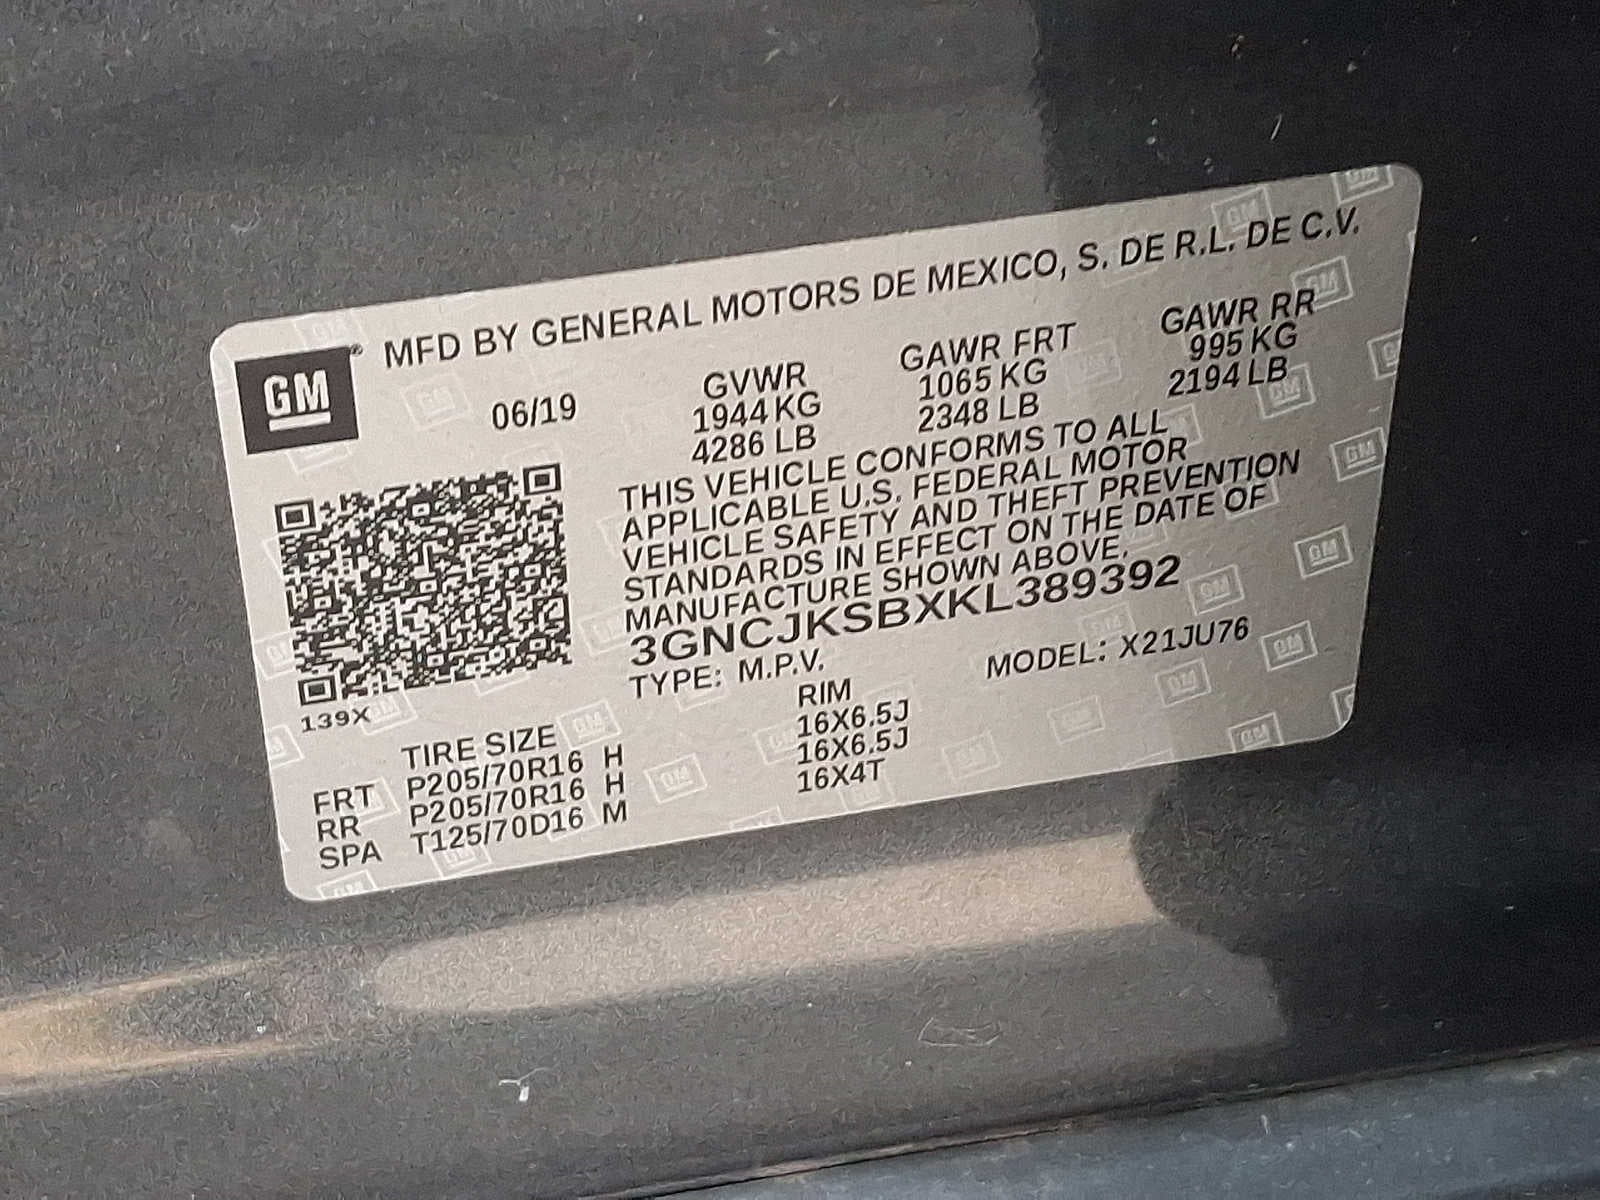 MFD BY GENERAL MOTORS DE MEXICO, S. DE R.L. DE C.V.
GM®
06/19 GVWR GAWR FRT GAWR RR
1944 KG 1065 KG 995 KG
4286 LB 2348 LB 2194 LB
THIS VEHICLE CONFORMS TO ALL
APPLICABLE U.S. FEDERAL MOTOR
VEHICLE SAFETY AND THEFT PREVENTION
STANDARDS IN EFFECT ON THE DATE OF
MANUFACTURE SHOWN ABOVE.
3GNCJKSBXKL389392
TYPE: M.P.V. MODEL: X21JU76
139X
TIRE SIZE RIM
FRT P205/70R16 H 16X6.5J
RR P205/70R16 H 16X6.5J
SPA T125/70D16 M 16X4T